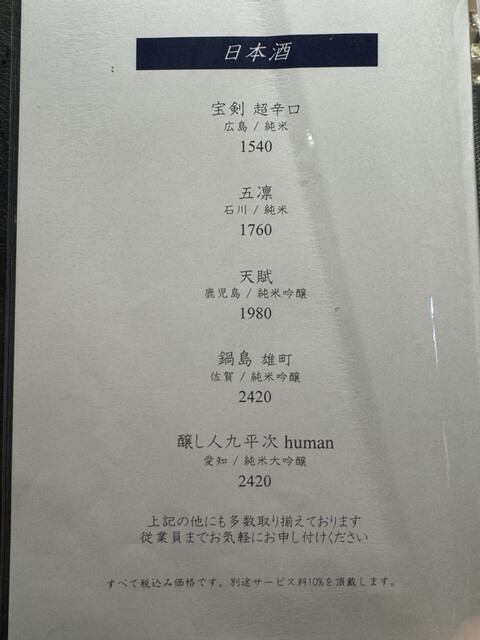 日本酒
宝剣 超辛口
広島 / 純米
1540
五凛
石川 / 純米
1760
天賦
鹿児島 / 純米吟醸
1980
鍋島 雄町
佐賀 / 純米吟醸
2420
醸し人九平次 human
愛知 / 純米大吟醸
2420
上記の他にも多数取り揃えております
従業員までお気軽にお申し付けください
すべて税込み価格です。別途サービス料10%を頂戴します。